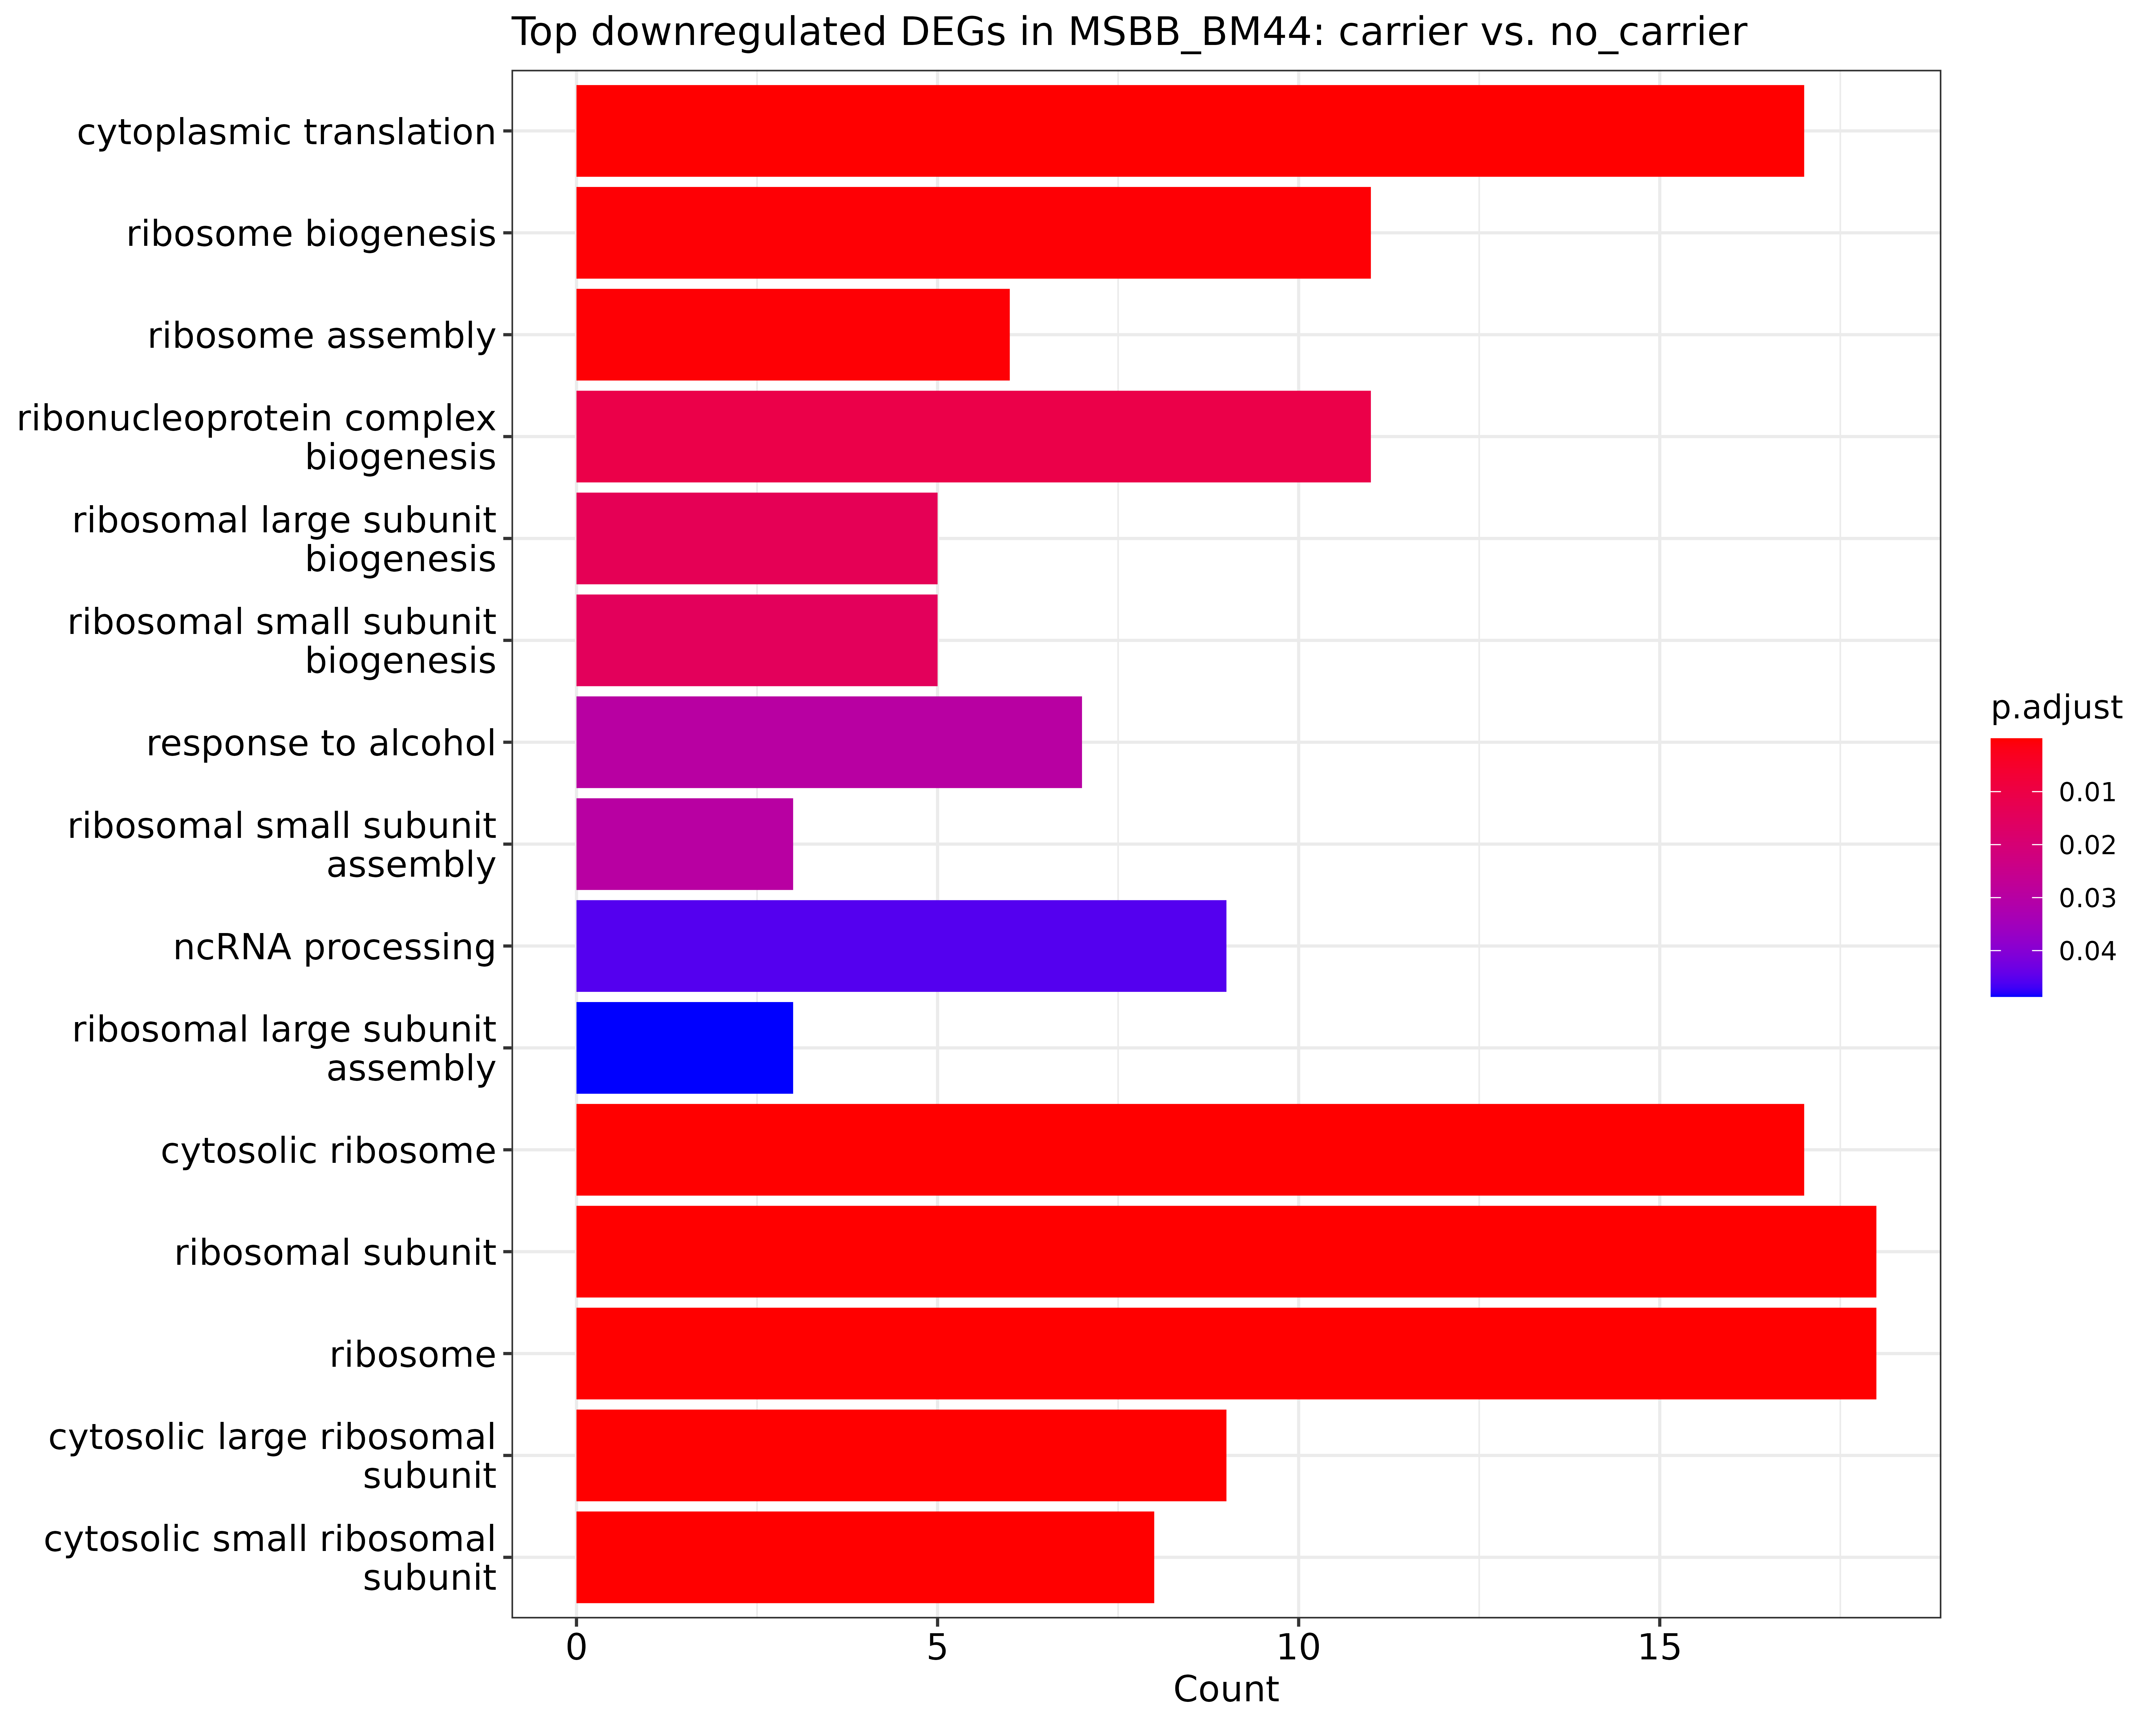 Top downregulated DEGs in MSBB_BM44: carrier vs. no_carrier
cytoplasmic translation
ribosome biogenesis
ribosome assembly
ribonucleoprotein complex
biogenesis
ribosomal large subunit
biogenesis
ribosomal small subunit
biogenesis
response to alcohol
ribosomal small subunit
assembly
ncRNA processing
ribosomal large subunit
assembly
cytosolic ribosome
ribosomal subunit
ribosome
cytosolic large ribosomal
subunit
cytosolic small ribosomal
subunit
0 5 10 15
Count
p.adjust
0.01
0.02
0.03
0.04